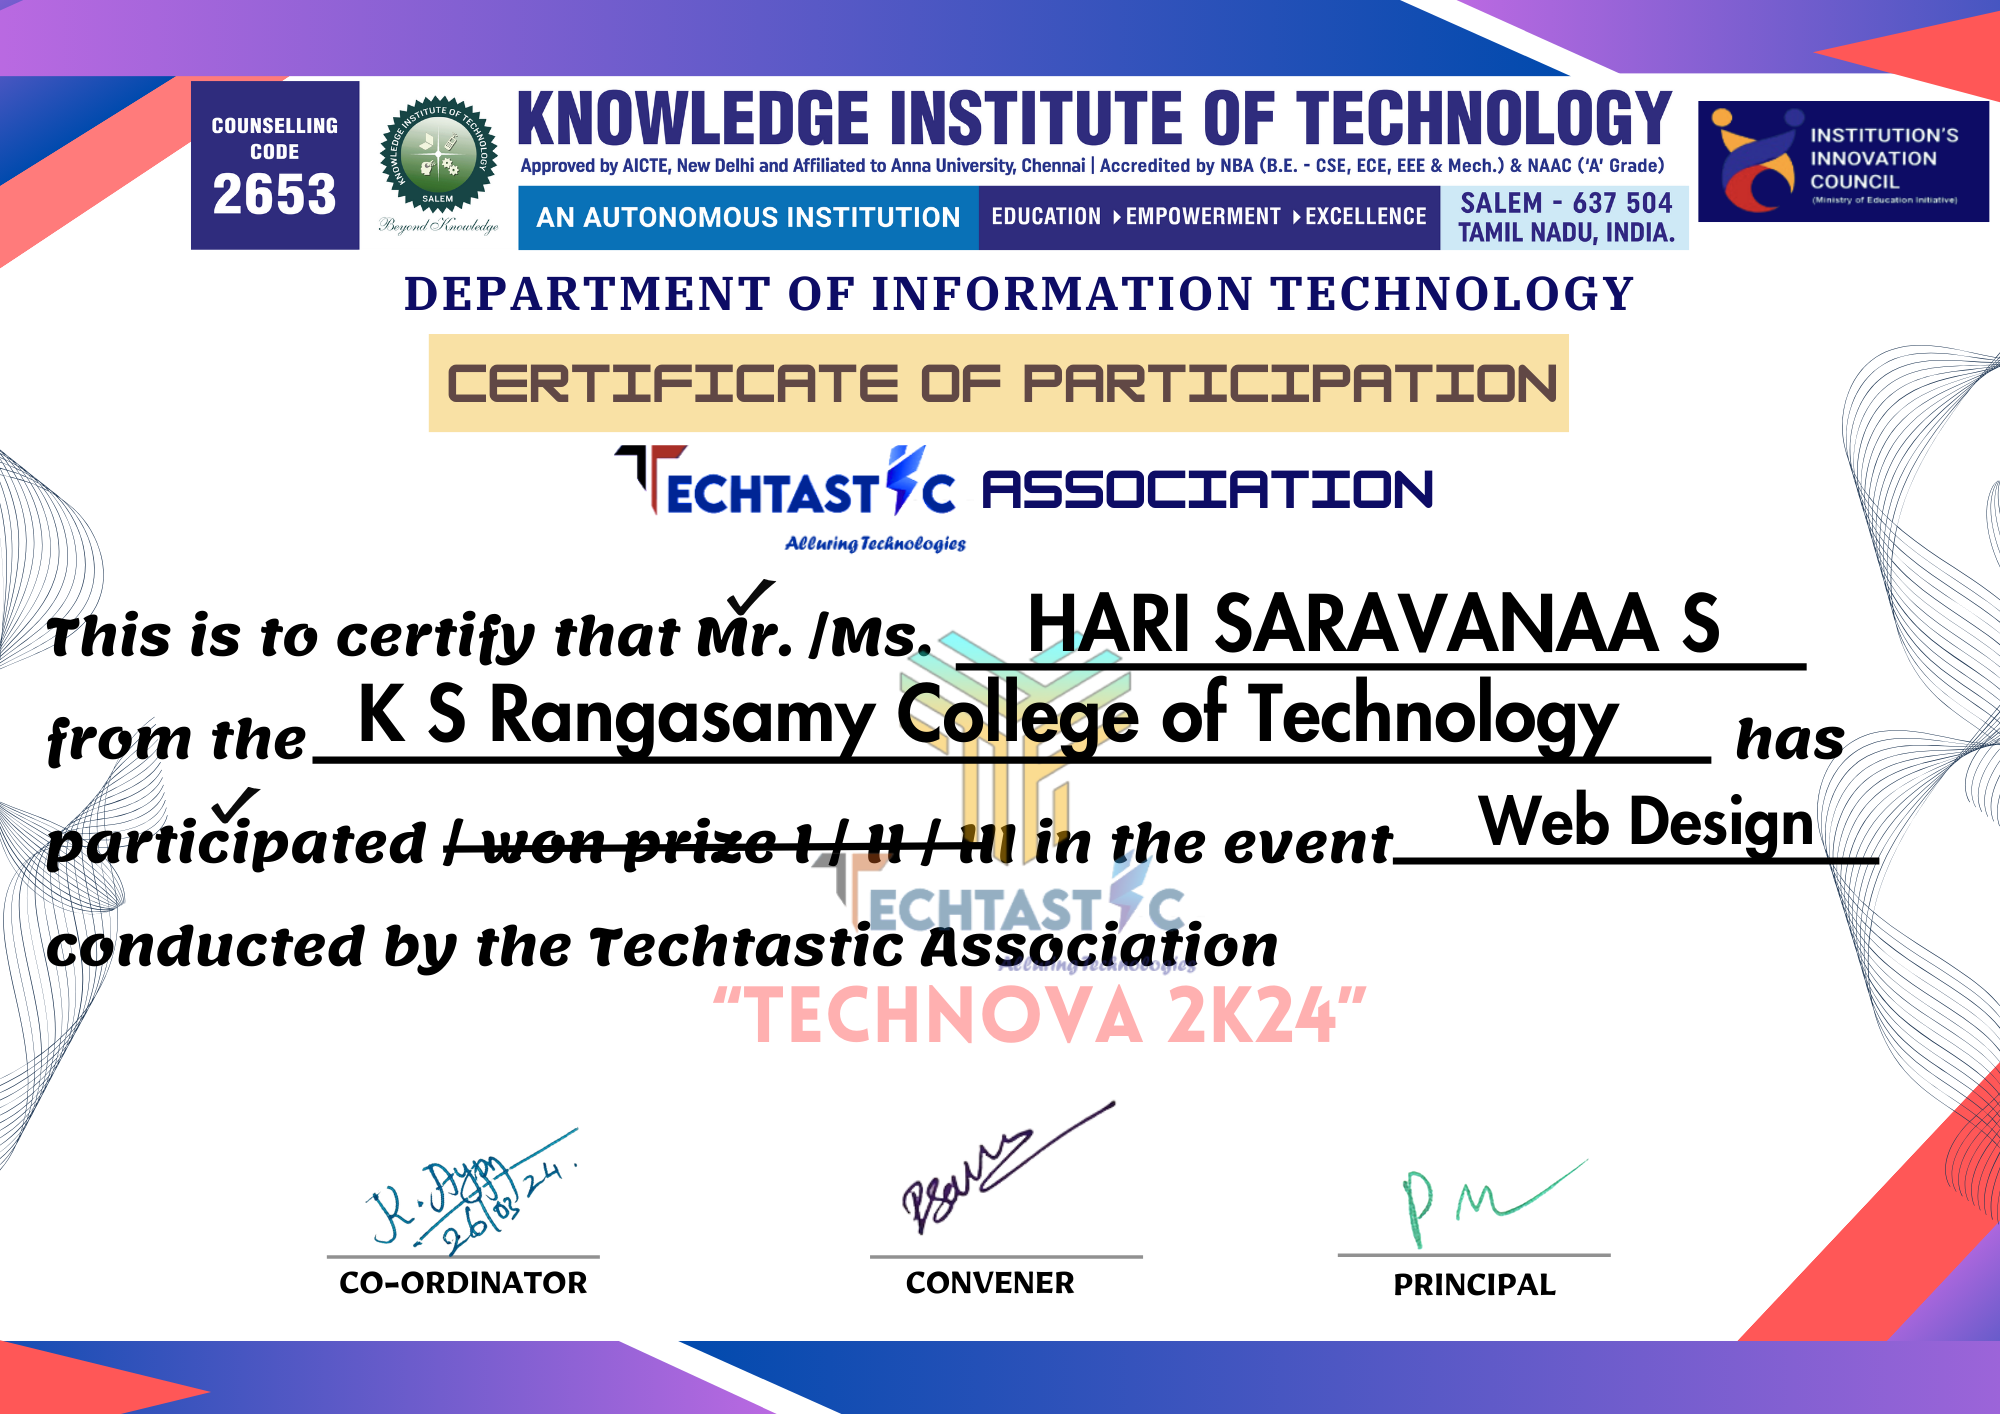 COUNSELLING
CODE
2653
KNOWLEDGE INSTITUTE OF TECHNOLOGY
SALEM
Beyond Knowledge
KNOWLEDGE INSTITUTE OF TECHNOLOGY
Approved by AICTE, New Delhi and Affiliated to Anna University, Chennai | Accredited by NBA (B.E. - CSE, ECE, EEE & Mech.) & NAAC ('A' Grade)
AN AUTONOMOUS INSTITUTION
EDUCATION EMPOWERMENT EXCELLENCE
SALEM - 637 504
TAMIL NADU, INDIA.
INSTITUTION'S
INNOVATION
COUNCIL
(Ministry of Education Initiative)
DEPARTMENT OF INFORMATION TECHNOLOGY
CERTIFICATE OF PARTICIPATION
TECHTASTIC ASSOCIATION
Alluring Technologies
This is to certify that Mr. /Ms. HARI SARAVANAA S
from the K S Rangasamy College of Technology has
participated / won prize I / II / III in the event Web Design
conducted by the Techtastic Association
TECHTASTIC
Alluring Technologies
“TECHNOVA 2K24”
26/03/24.
CO-ORDINATOR
CONVENER
PRINCIPAL